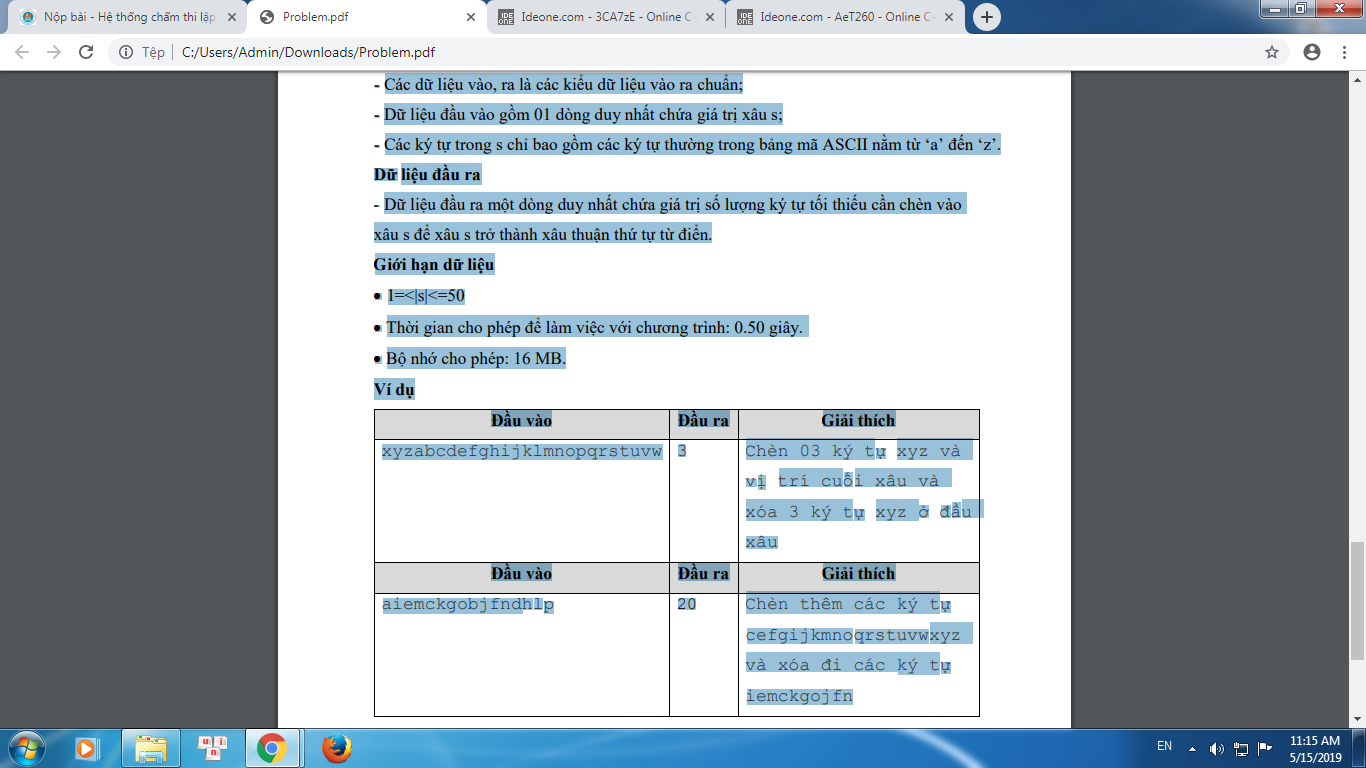 Nộp bài - Hệ thống chấm thi lập
Problem.pdf
Ideone.com - 3CA7zE - Online C
Ideone.com - AeT260 - Online C
Tệp
C:/Users/Admin/Downloads/Problem.pdf
- Các dữ liệu vào, ra là các kiểu dữ liệu vào ra chuẩn;
- Dữ liệu đầu vào gồm 01 dòng duy nhất chứa giá trị xâu s;
- Các ký tự trong s chỉ bao gồm các ký tự thường trong bảng mã ASCII nằm từ ‘a’ đến ‘z’.
Dữ liệu đầu ra
- Dữ liệu đầu ra một dòng duy nhất chứa giá trị số lượng ký tự tối thiếu cần chèn vào
xâu s để xâu s trở thành xâu thuận thứ tự từ điển.
Giới hạn dữ liệu
• 1=<|s|<=50
• Thời gian cho phép để làm việc với chương trình: 0.50 giây.
• Bộ nhớ cho phép: 16 MB.
Ví dụ
Đầu vào Đầu ra Giải thích
xyzabcdefghijklmnopqrstuvw 3 Chèn 03 ký tự xyz và
vị trí cuối xâu và
xóa 3 ký tự xyz ở đầu
xâu
Đầu vào Đầu ra Giải thích
aiemckgobjfndhlp 20 Chèn thêm các ký tự
cefgijkmnoqrstuvwxyz
và xóa đi các ký tự
iemckgojfn
EN
11:15 AM
5/15/2019